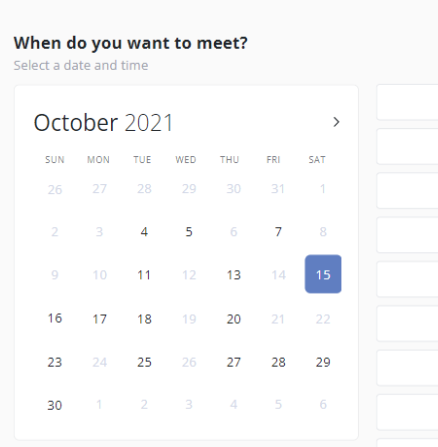 When do you want to meet?
Select a date and time
October 2021
SUN MON TUE WED THU FRI SAT
26 27 28 29 30 31 1
2 3 4 5 6 7 8
9 10 11 12 13 14 15
16 17 18 19 20 21 22
23 24 25 26 27 28 29
30 1 2 3 4 5 6